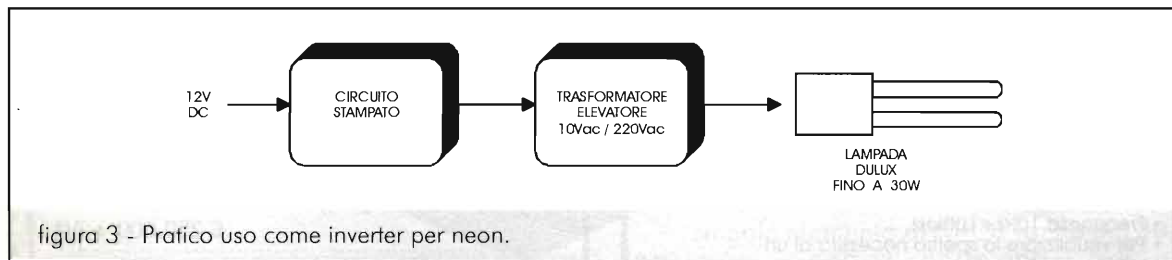 12V
DC
CIRCUITO
STAMPATO
TRASFORMATORE
ELEVATORE
10Vac / 220Vac
LAMPADA
DULUX
FINO A 30W
figura 3 - Pratico uso come inverter per neon.